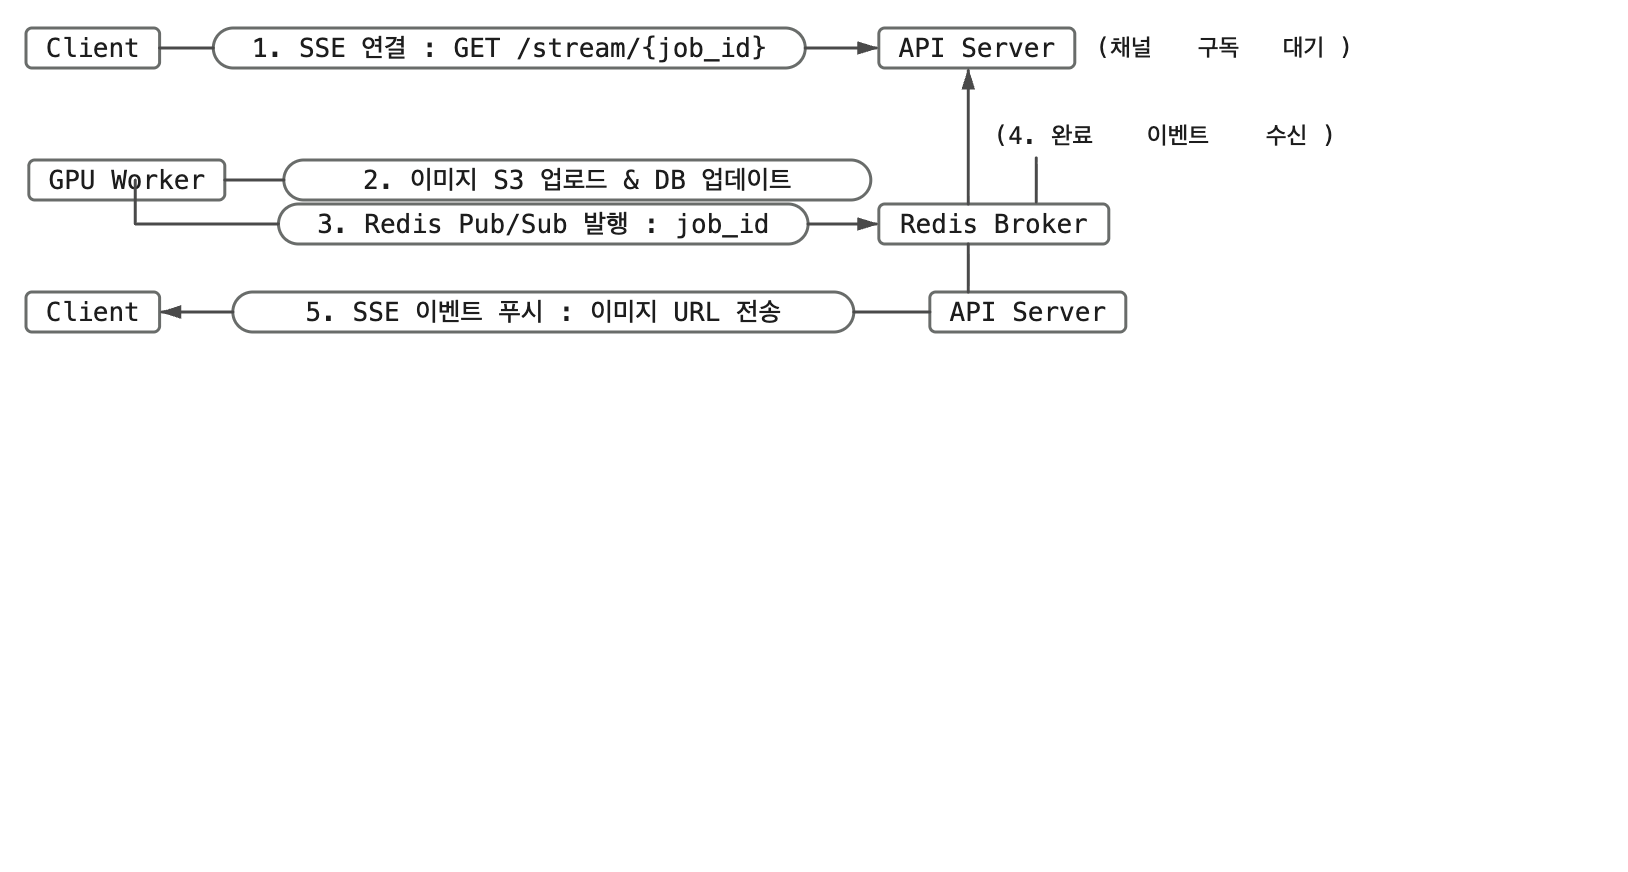 Client 1. SSE 연결 : GET /stream/{job_id} API Server (채널 구독 대기 )
(4. 완료 이벤트 수신 )
GPU Worker 2. 이미지 S3 업로드 & DB 업데이트
3. Redis Pub/Sub 발행 : job_id Redis Broker
Client 5. SSE 이벤트 푸시 : 이미지 URL 전송 API Server